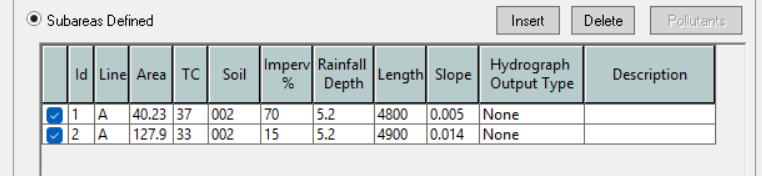 Subareas Defined Insert Delete Pollutants
Id Line Area TC Soil Imperv % Rainfall Depth Length Slope Hydrograph Output Type Description
1 A 40.23 37 002 70 5.2 4800 0.005 None
2 A 127.9 33 002 15 5.2 4900 0.014 None